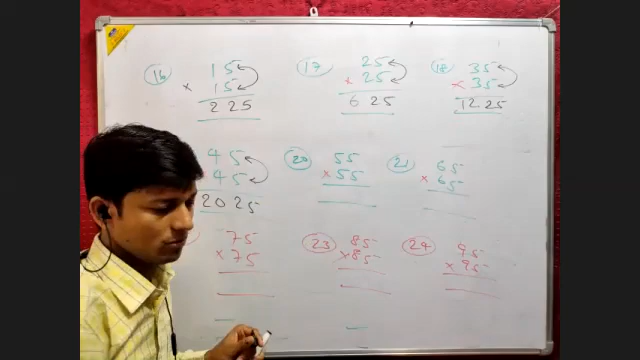 16 15 17 25 18 35
× 15 × 25 × 35
225 625 1225
45 20 55 21 65
45 × 55 × 65
2025
75 23 85 24 95
× 75 × 85 × 95